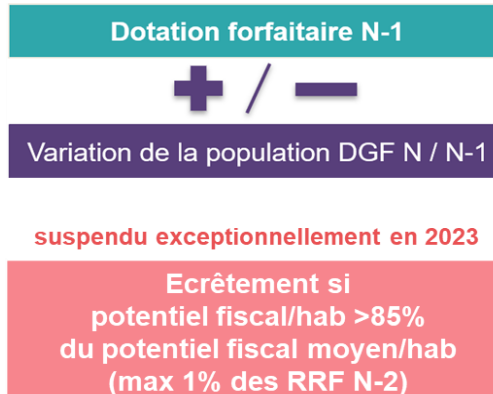 Dotation forfaitaire N-1
+ / −
Variation de la population DGF N / N-1
suspendu exceptionnellement en 2023
Ecrêtement si
potentiel fiscal/hab >85%
du potentiel fiscal moyen/hab
(max 1% des RRF N-2)